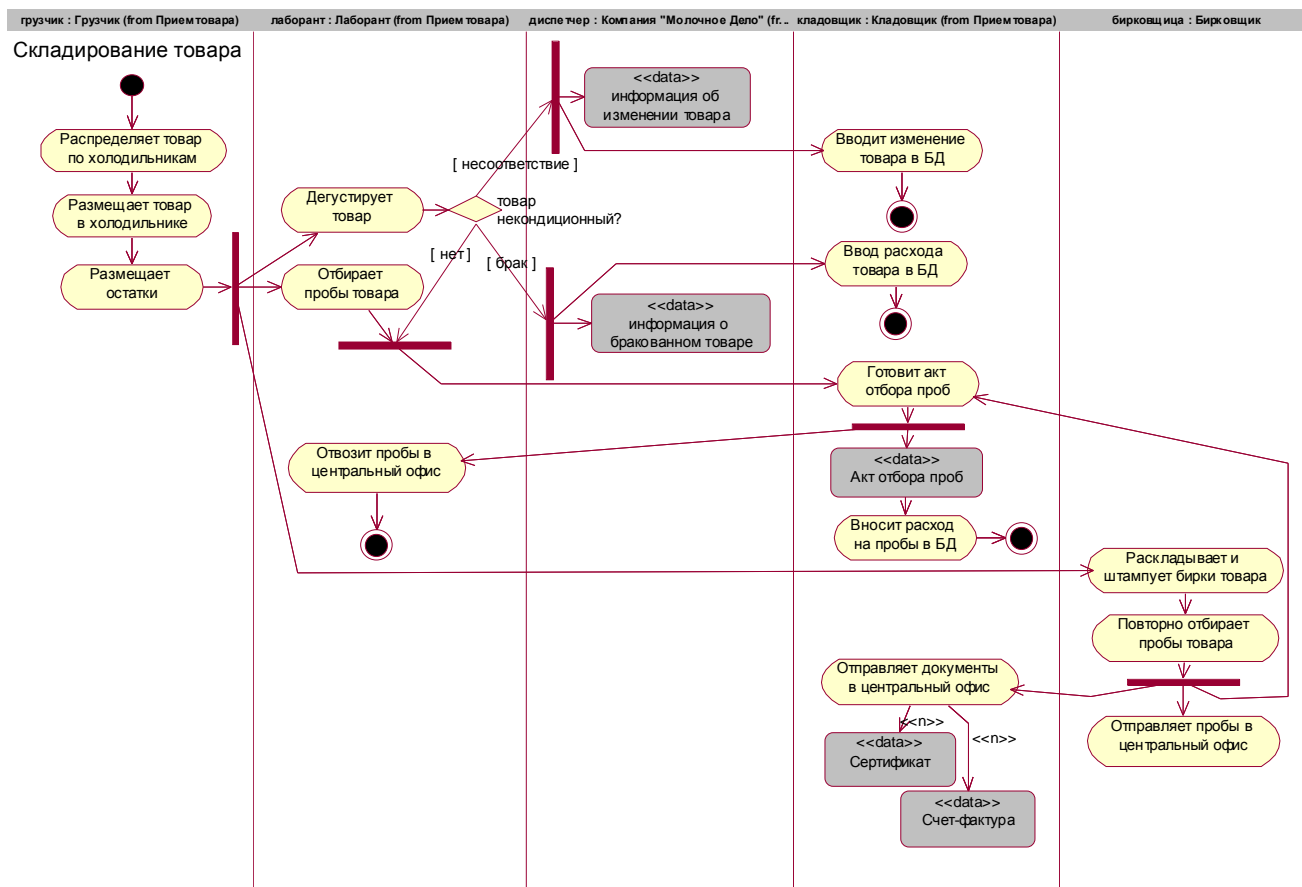 грузчик : Грузчик (from Прием товара)
лаборант : Лаборант (from Прием товара)
диспетчер : Компания "Молочное Дело" (fr...
кладовщик : Кладовщик (from Прием товара)
бирковщица : Бирковщик
Складирование товара
Распределяет товар
по холодильникам
Размещает товар
в холодильнике
Размещает
остатки
Дегустирует
товар
Отбирает
пробы товара
[ несоответствие ]
товар
некондиционный?
[ нет ]
[ брак ]
<<data>>
информация об
изменении товара
Вводит изменение
товара в БД
Ввод расхода
товара в БД
<<data>>
информация о
бракованном товаре
Готовит акт
отбора проб
Отвозит пробы в
центральный офис
<<data>>
Акт отбора проб
Вносит расход
на пробы в БД
Раскладывает и
штампует бирки товара
Повторно отбирает
пробы товара
Отправляет документы
в центральный офис
Отправляет пробы в
центральный офис
<<n>>
<<n>>
<<data>>
Сертификат
<<data>>
Счет-фактура